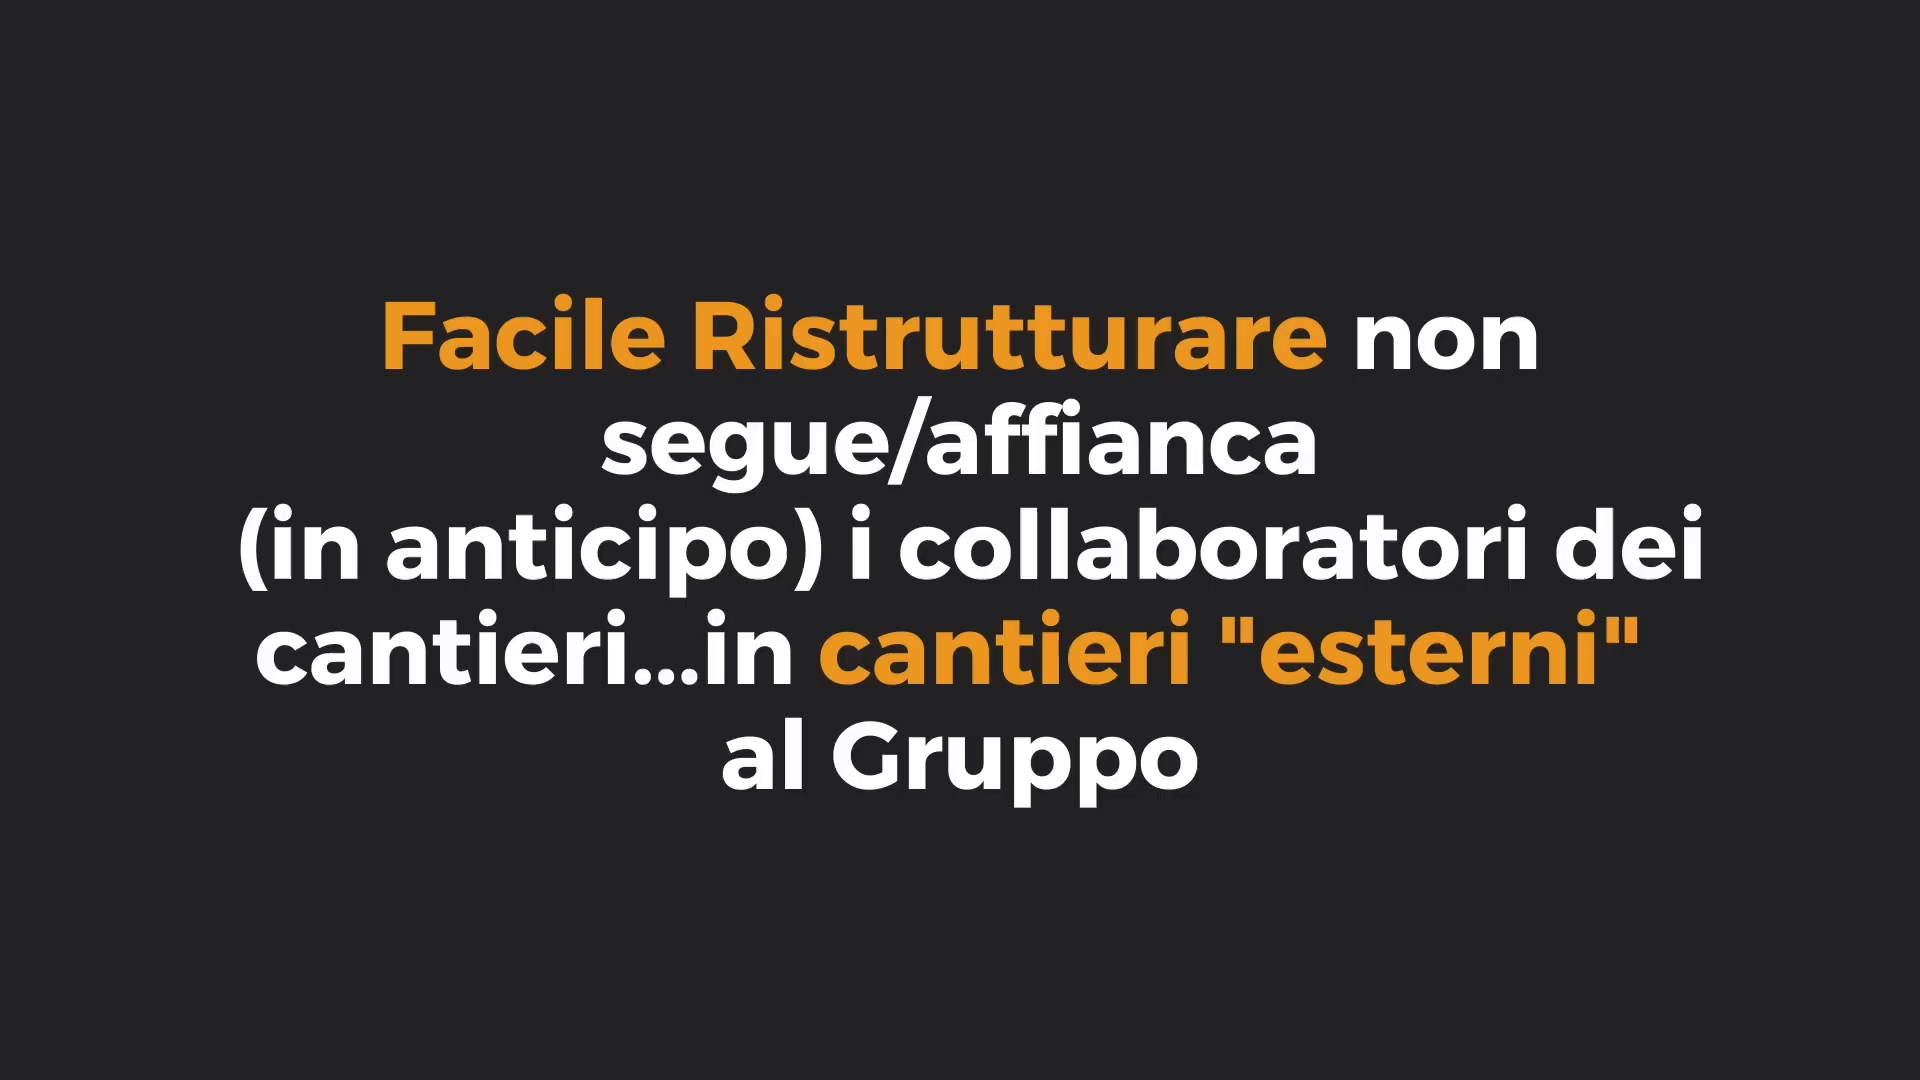 Facile Ristrutturare non
segue/affianca
(in anticipo) i collaboratori dei
cantieri...in cantieri "esterni"
al Gruppo